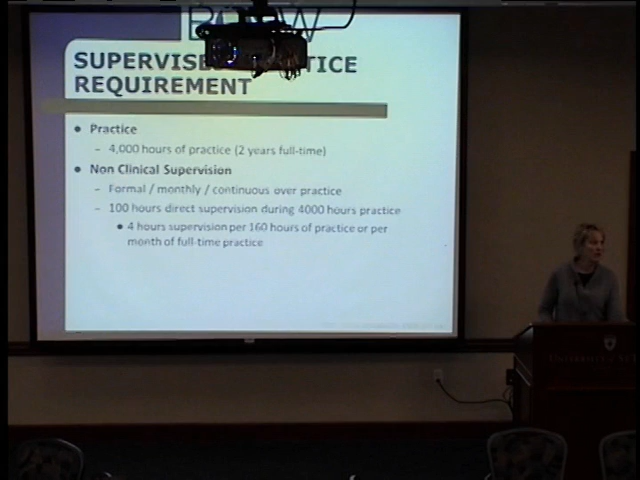 SUPERVISED PRACTICE
REQUIREMENT
• Practice
– 4,000 hours of practice (2 years full-time)
• Non Clinical Supervision
– Formal / monthly / continuous over practice
– 100 hours direct supervision during 4000 hours practice
• 4 hours supervision per 160 hours of practice or per
month of full-time practice